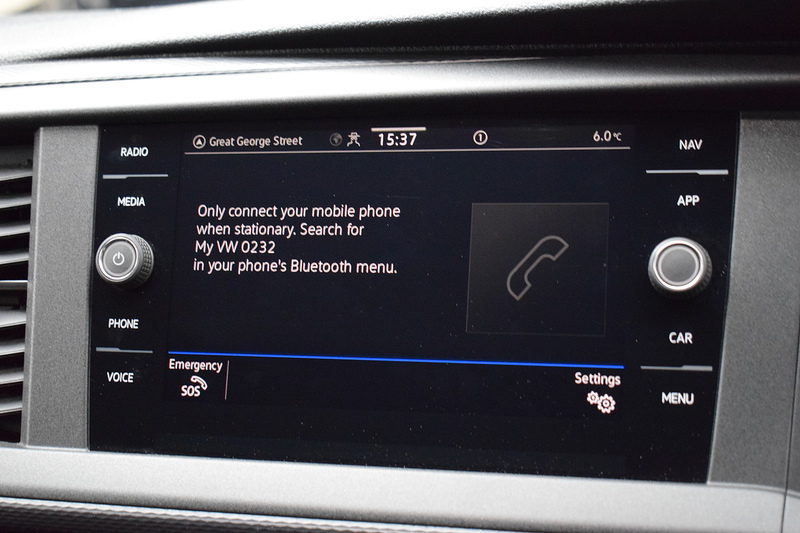 RADIO
MEDIA
PHONE
VOICE
Great George Street
15:37
1
6.0°C
Only connect your mobile phone
when stationary. Search for
My VW 0232
in your phone's Bluetooth menu.
Emergency
SOS
Settings
NAV
APP
CAR
MENU